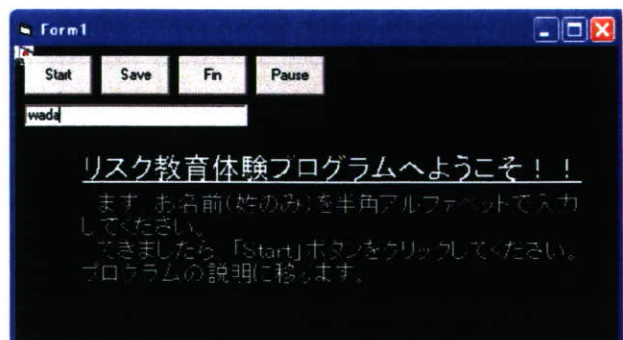 Form1
Start Save Fin Pause
wada
リスク教育体験プログラムへようこそ！！
まず、お名前(姓のみ)を半角アルファベットで入力
してください。
できましたら、「Start」ボタンをクリックしてください。
プログラムの説明に移ります。